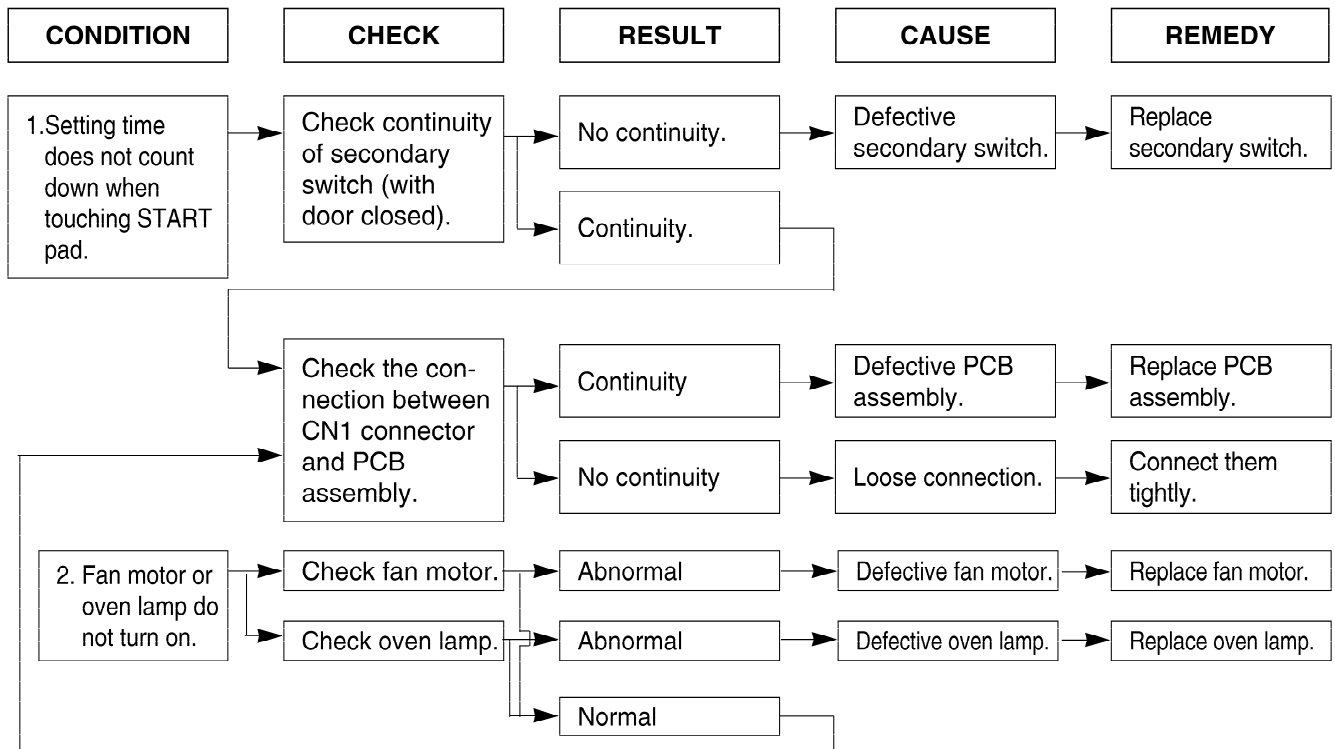 CONDITION
CHECK
RESULT
CAUSE
REMEDY
1.Setting time
does not count
down when
touching START
pad.
Check continuity
of secondary
switch (with
door closed).
No continuity.
Defective
secondary switch.
Replace
secondary switch.
Continuity.
Check the con-
nection between
CN1 connector
and PCB
assembly.
Continuity
Defective PCB
assembly.
Replace PCB
assembly.
No continuity
Loose connection.
Connect them
tightly.
2. Fan motor or
oven lamp do
not turn on.
Check fan motor.
Abnormal
Defective fan motor.
Replace fan motor.
Check oven lamp.
Abnormal
Defective oven lamp.
Replace oven lamp.
Normal